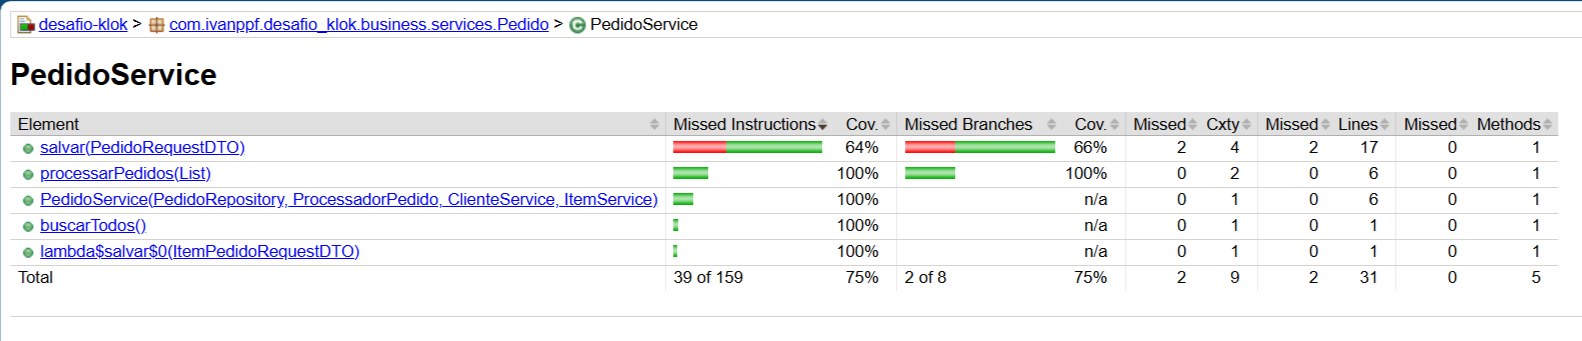 desafio-klok > com.ivanppf.desafio_klok.business.services.Pedido > PedidoService
PedidoService
Element Missed Instructions Cov. Missed Branches Cov. Missed Cxty Missed Lines Missed Methods
salvar(PedidoRequestDTO) 64% 66% 2 4 2 17 0 1
processarPedidos(List) 100% 100% 0 2 0 6 0 1
PedidoService(PedidoRepository, ProcessadorPedido, ClienteService, ItemService) 100% n/a 0 1 0 6 0 1
buscarTodos() 100% n/a 0 1 0 1 0 1
lambda$salvar$0(ItemPedidoRequestDTO) 100% n/a 0 1 0 1 0 1
Total 39 of 159 75% 2 of 8 75% 2 9 2 31 0 5